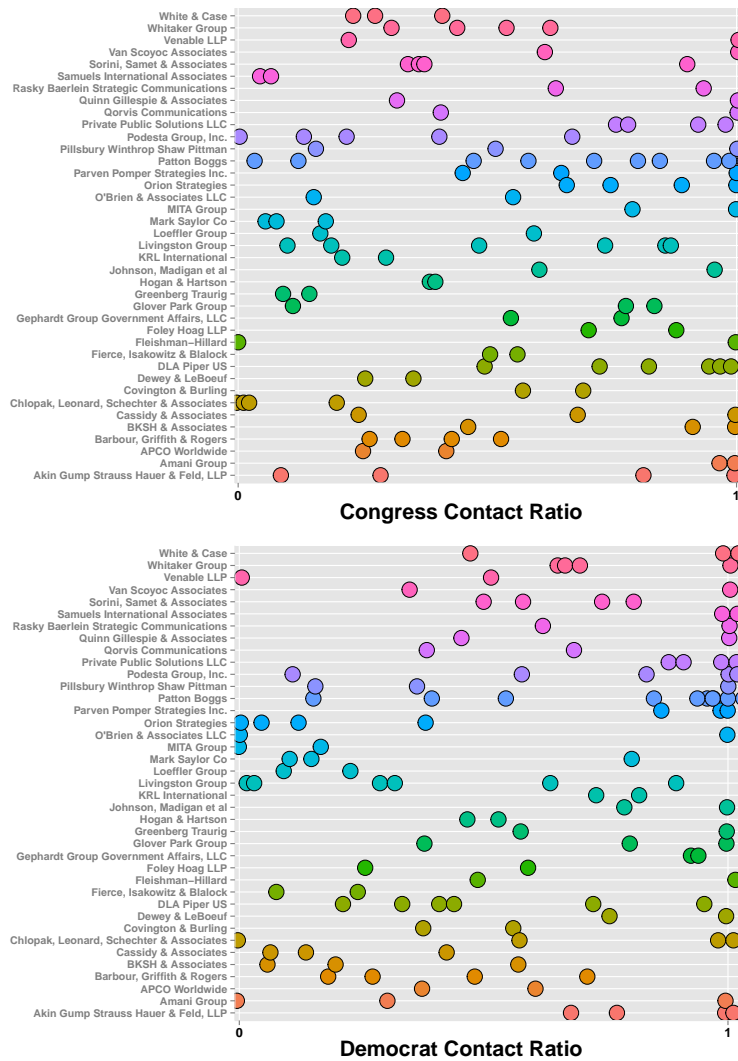 White & Case
Whitaker Group
Venable LLP
Van Scoyoc Associates
Sorini, Samet & Associates
Samuels International Associates
Rasky Baerlein Strategic Communications
Quinn Gillespie & Associates
Qorvis Communications
Private Public Solutions LLC
Podesta Group, Inc.
Pillsbury Winthrop Shaw Pittman
Patton Boggs
Parven Pomper Strategies Inc.
Orion Strategies
O'Brien & Associates LLC
MITA Group
Mark Saylor Co
Loeffler Group
Livingston Group
KRL International
Johnson, Madigan et al
Hogan & Hartson
Greenberg Traurig
Glover Park Group
Gephardt Group Government Affairs, LLC
Foley Hoag LLP
Fleishman−Hillard
Fierce, Isakowitz & Blalock
DLA Piper US
Dewey & LeBoeuf
Covington & Burling
Chlopak, Leonard, Schechter & Associates
Cassidy & Associates
BKSH & Associates
Barbour, Griffith & Rogers
APCO Worldwide
Amani Group
Akin Gump Strauss Hauer & Feld, LLP
0 1
Congress Contact Ratio
White & Case
Whitaker Group
Venable LLP
Van Scoyoc Associates
Sorini, Samet & Associates
Samuels International Associates
Rasky Baerlein Strategic Communications
Quinn Gillespie & Associates
Qorvis Communications
Private Public Solutions LLC
Podesta Group, Inc.
Pillsbury Winthrop Shaw Pittman
Patton Boggs
Parven Pomper Strategies Inc.
Orion Strategies
O'Brien & Associates LLC
MITA Group
Mark Saylor Co
Loeffler Group
Livingston Group
KRL International
Johnson, Madigan et al
Hogan & Hartson
Greenberg Traurig
Glover Park Group
Gephardt Group Government Affairs, LLC
Foley Hoag LLP
Fleishman−Hillard
Fierce, Isakowitz & Blalock
DLA Piper US
Dewey & LeBoeuf
Covington & Burling
Chlopak, Leonard, Schechter & Associates
Cassidy & Associates
BKSH & Associates
Barbour, Griffith & Rogers
APCO Worldwide
Amani Group
Akin Gump Strauss Hauer & Feld, LLP
0 1
Democrat Contact Ratio